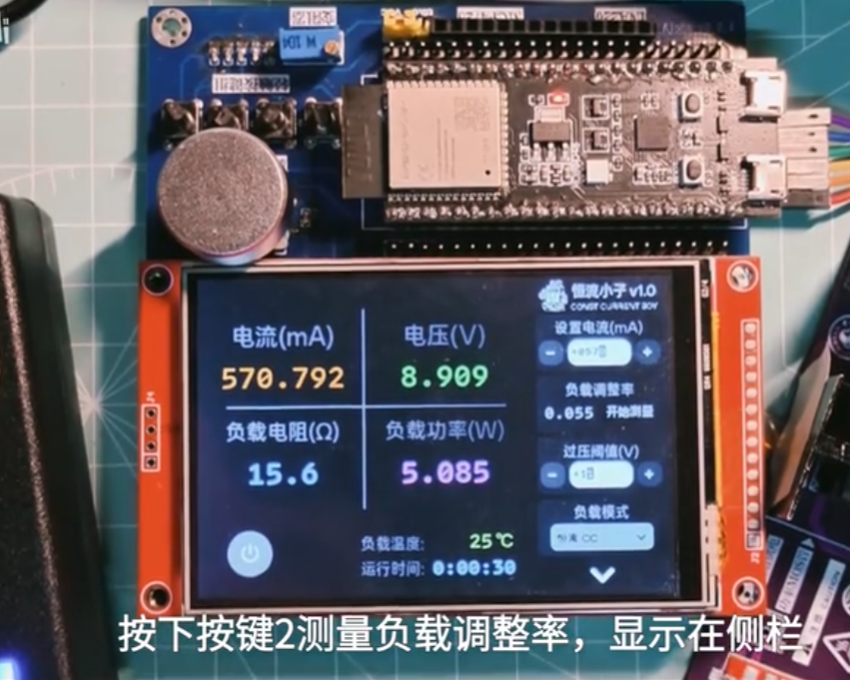 恒流小子 v1.0
CONST CURRENT BOY
电流(mA)
570.792
电压(V)
8.909
设置电流(mA)
负载调整率
0.055 开始测量
负载电阻(Ω)
15.6
负载功率(W)
5.085
过压阈值(V)
负载模式
恒流 CC
负载温度: 25℃
运行时间: 0:00:30
按下按键2测量负载调整率，显示在侧栏